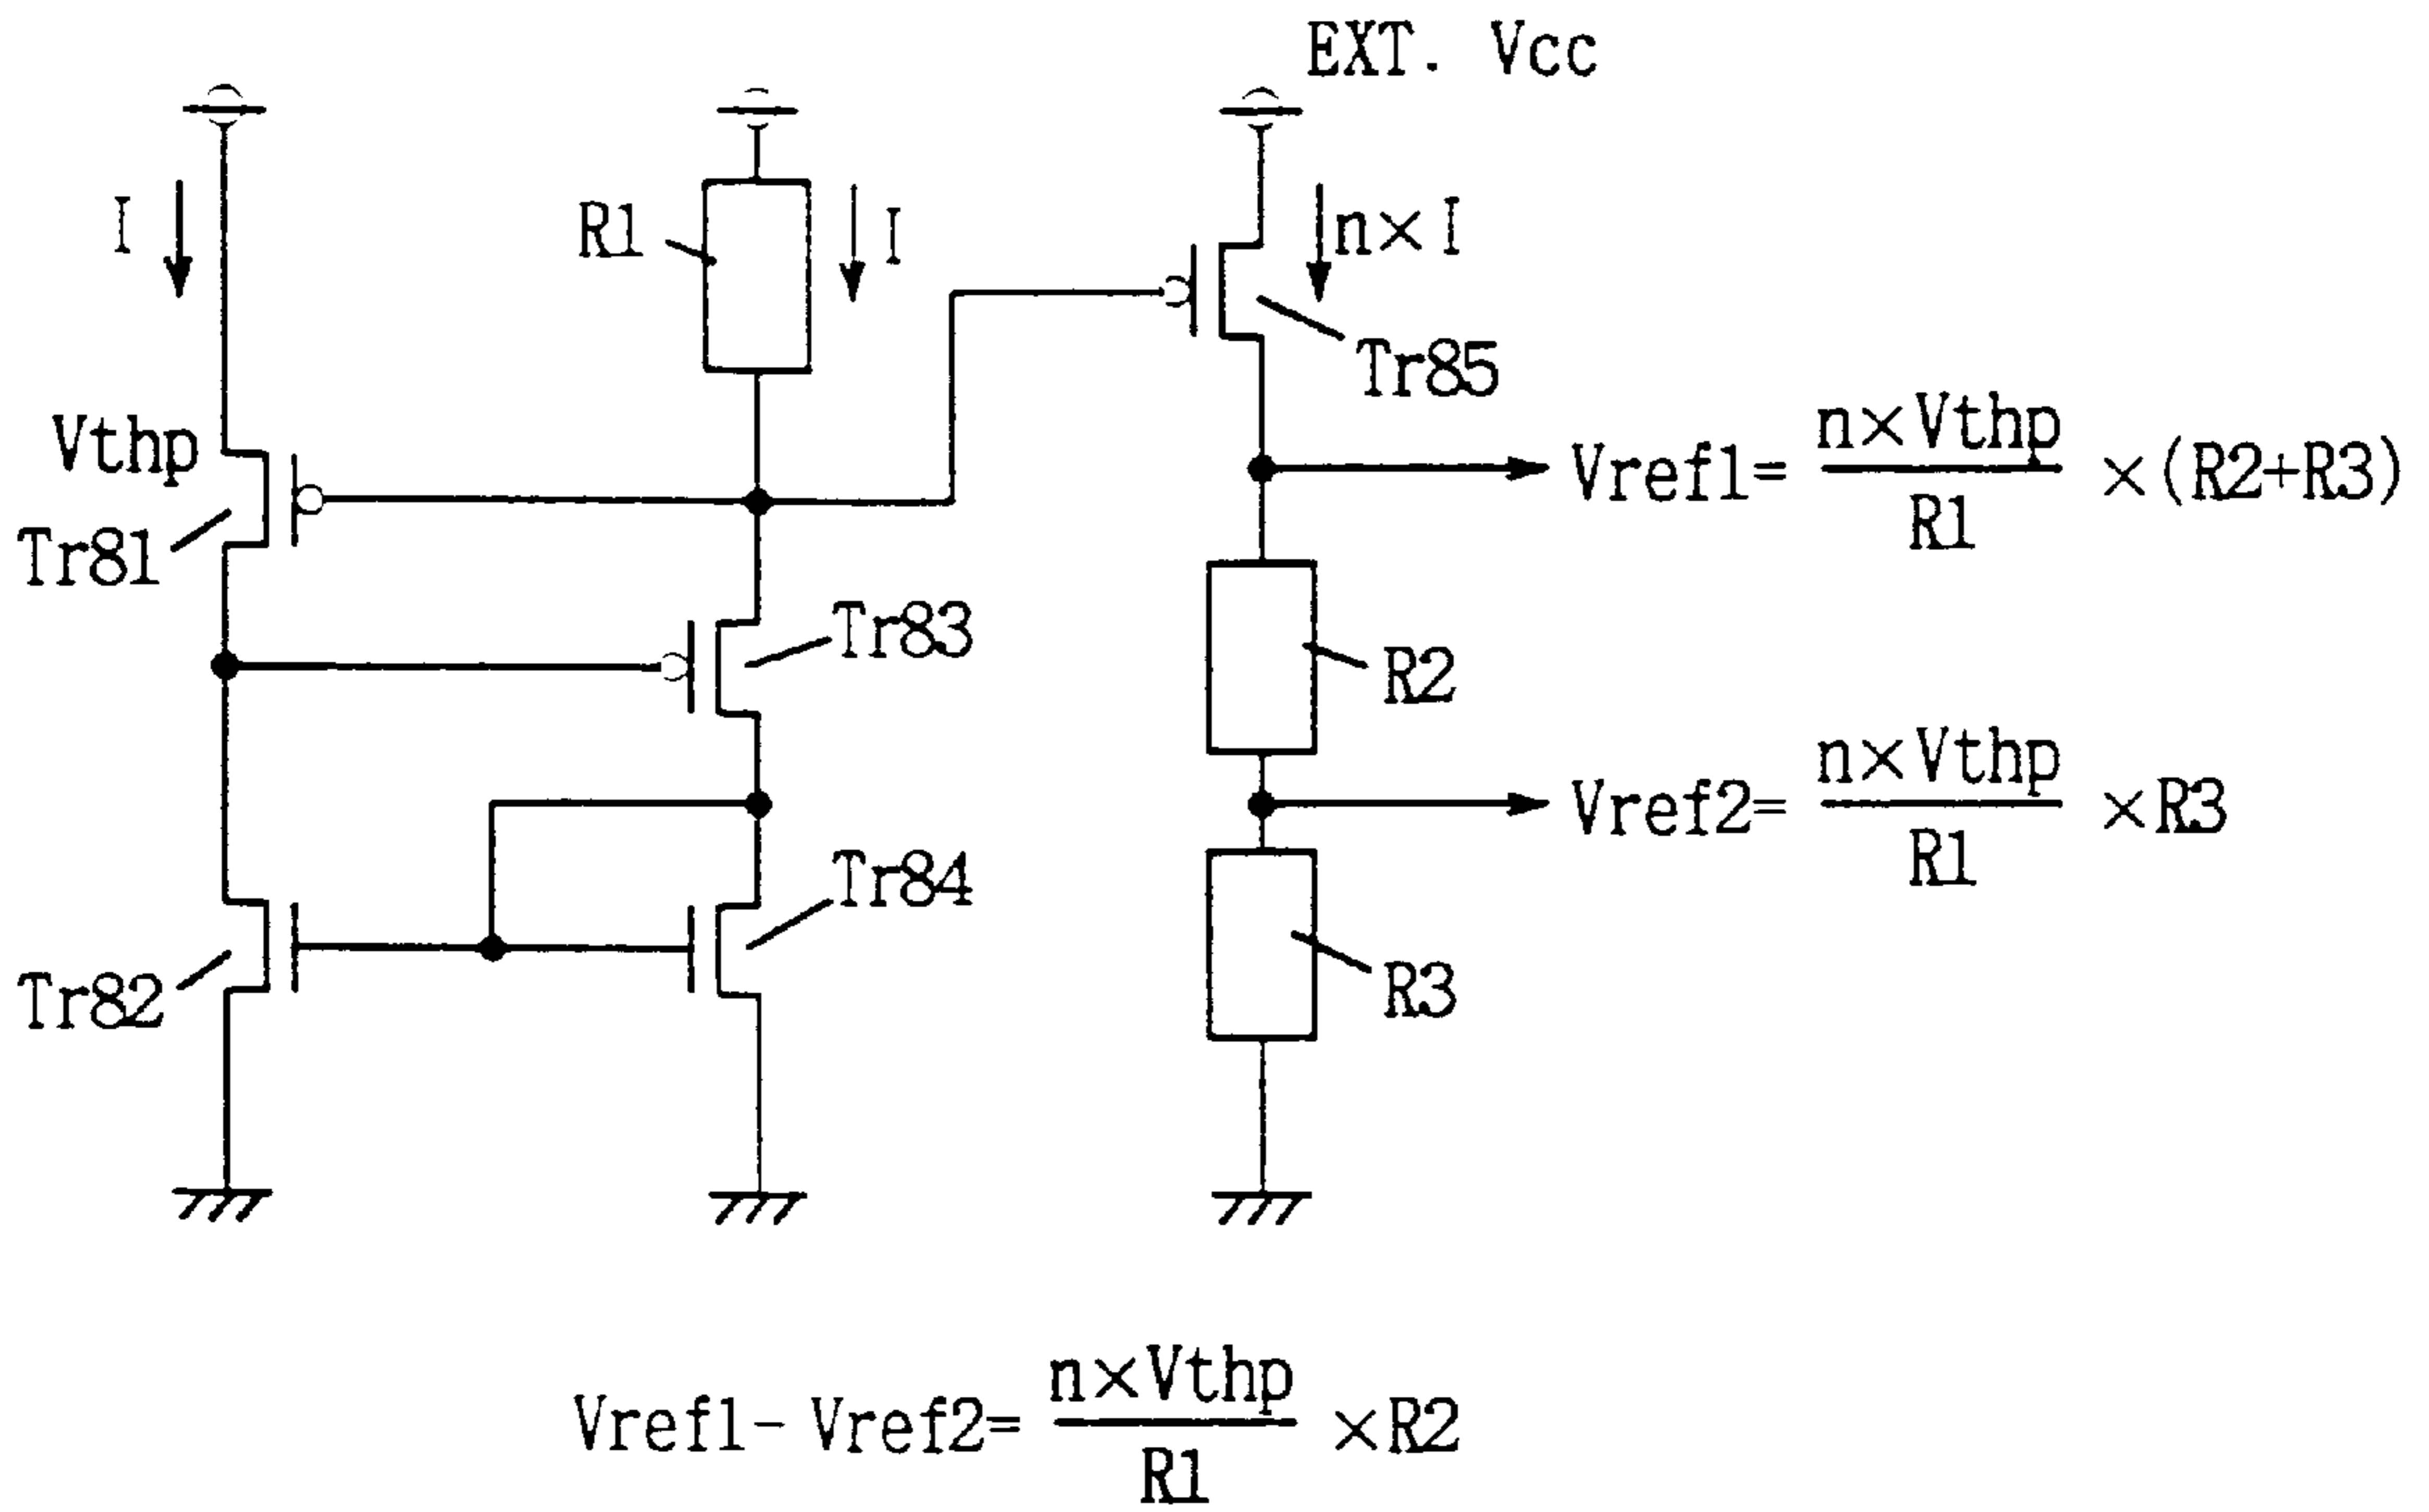 EXT. Vcc
I
R1
I
n×I
Tr85
Vthp
Tr81
Vref1= n×Vthp / R1 ×(R2+R3)
Tr83
R2
Vref2= n×Vthp / R1 ×R3
Tr84
Tr82
R3
Vref1- Vref2= n×Vthp / R1 ×R2